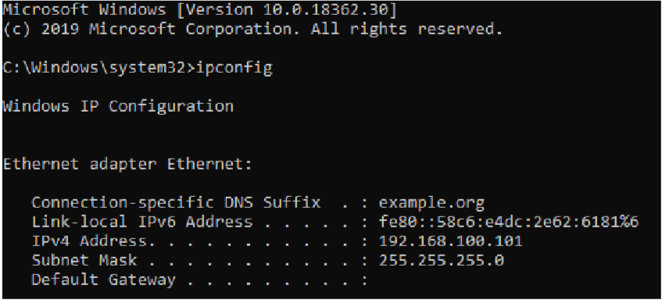 Microsoft Windows [Version 10.0.18362.30]
(c) 2019 Microsoft Corporation. All rights reserved.
C:\Windows\system32>ipconfig
Windows IP Configuration
Ethernet adapter Ethernet:
Connection-specific DNS Suffix . : example.org
Link-local IPv6 Address . . . . . : fe80::58c6:e4dc:2e62:6181%6
IPv4 Address. . . . . . . . . . . : 192.168.100.101
Subnet Mask . . . . . . . . . . . : 255.255.255.0
Default Gateway . . . . . . . . . :